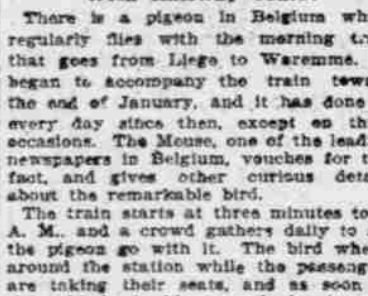 There is a pigeon in Belgium wh
regularly flies with the morning tr
that goes from Liege to Waremme.
began to accompany the train tow
the end of January, and it has done
every day since then, except on th
occasions. The Mouse, one of the lead
newspapers in Belgium, vouches for t
fact, and gives other curious deta
about the remarkable bird.
The train starts at three minutes to
A. M., and a crowd gathers daily to
the pigeon go with it. The bird whe
around the station while the passeng
are taking their seats, and as soon